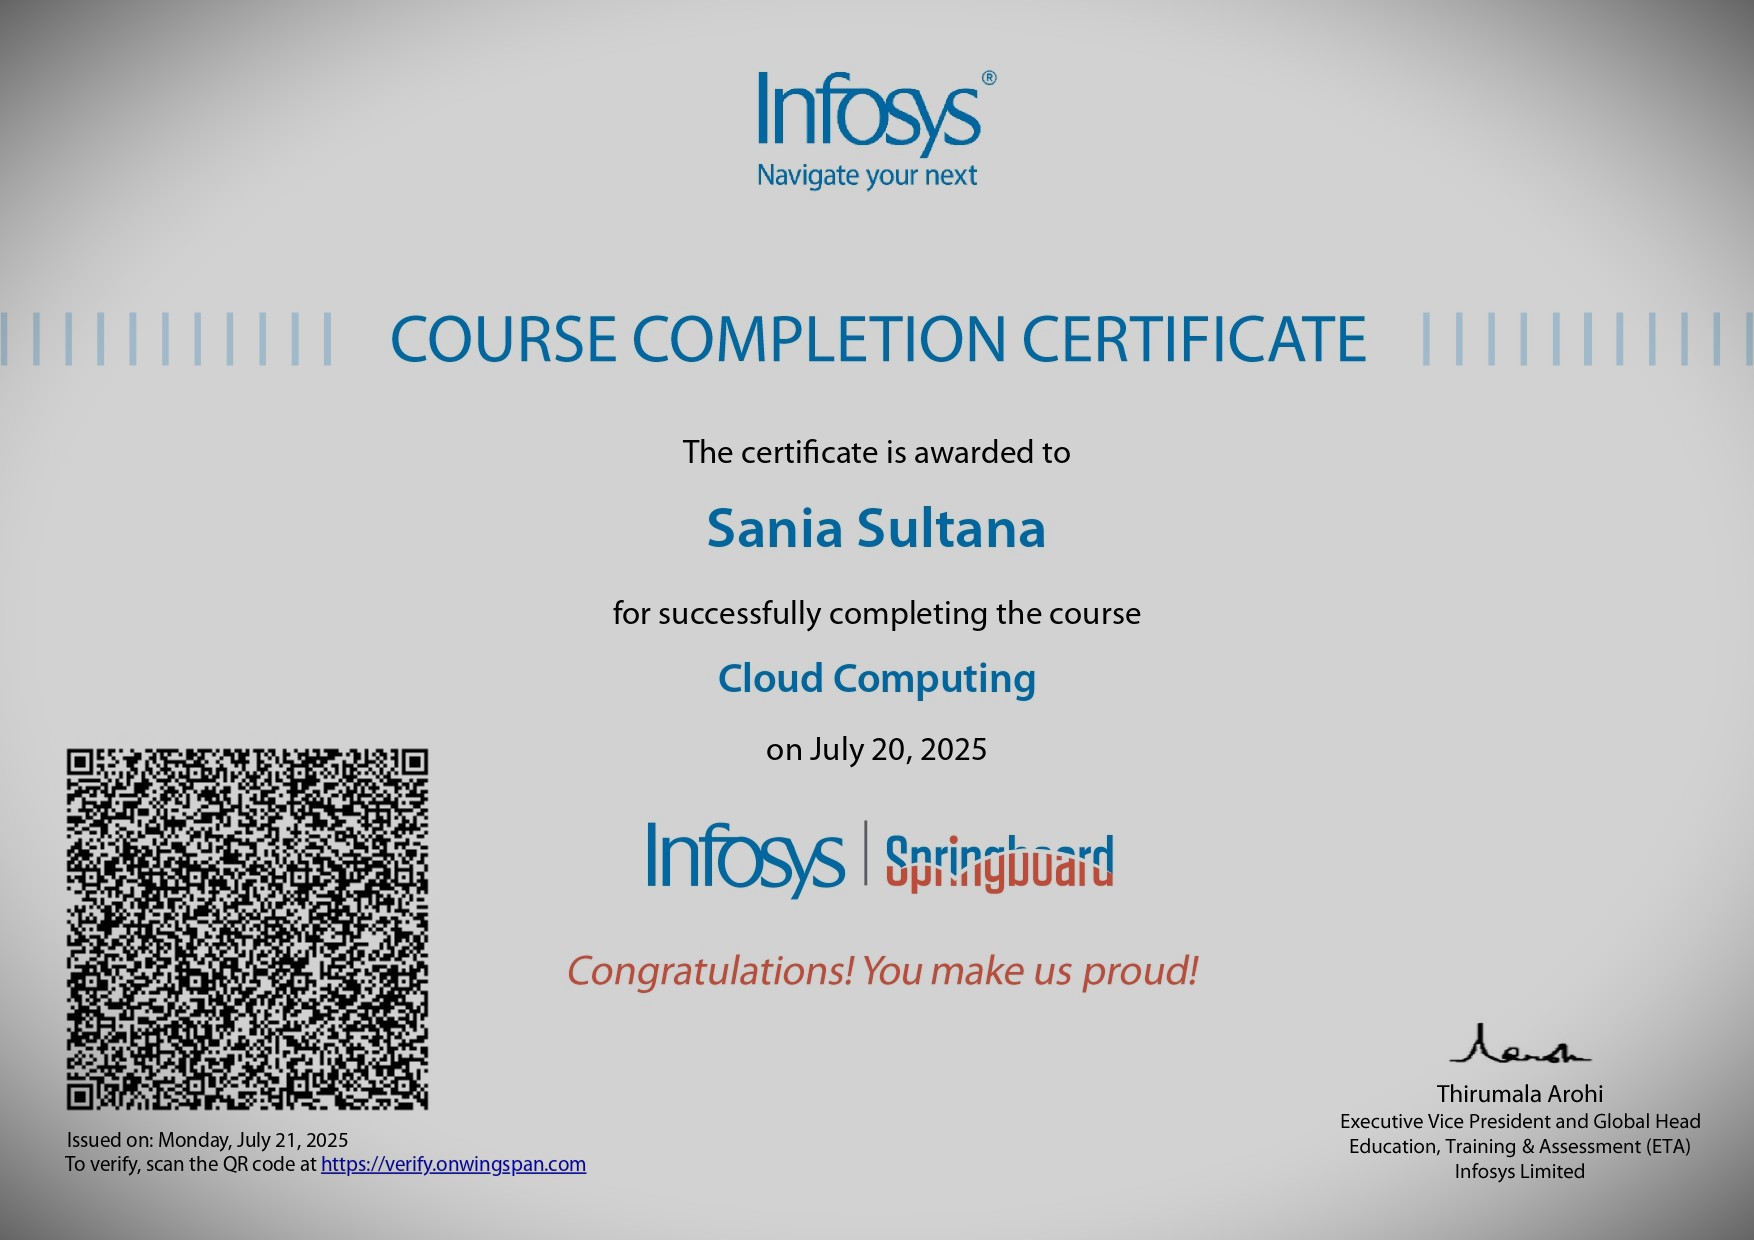 Infosys®
Navigate your next
COURSE COMPLETION CERTIFICATE
The certificate is awarded to
Sania Sultana
for successfully completing the course
Cloud Computing
on July 20, 2025
Infosys | Springboard
Congratulations! You make us proud!
Issued on: Monday, July 21, 2025
To verify, scan the QR code at https://verify.onwingspan.com
Thirumala Arohi
Executive Vice President and Global Head
Education, Training & Assessment (ETA)
Infosys Limited